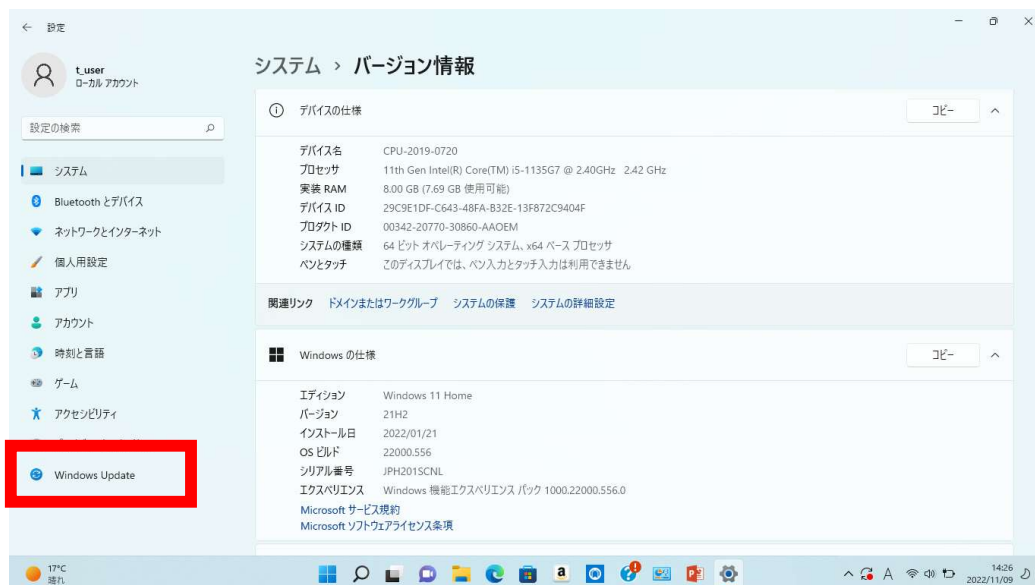 設定
t_user
ローカル アカウント
設定の検索
システム
Bluetooth とデバイス
ネットワークとインターネット
個人用設定
アプリ
アカウント
時刻と言語
ゲーム
アクセシビリティ
Windows Update
システム › バージョン情報
デバイスの仕様
コピー
デバイス名 CPU-2019-0720
プロセッサ 11th Gen Intel(R) Core(TM) i5-1135G7 @ 2.40GHz 2.42 GHz
実装 RAM 8.00 GB (7.69 GB 使用可能)
デバイス ID 29C9E1DF-C643-48FA-B32E-13F872C9404F
プロダクト ID 00342-20770-30860-AAOEM
システムの種類 64 ビット オペレーティング システム、x64 ベース プロセッサ
ペンとタッチ このディスプレイでは、ペン入力とタッチ入力は利用できません
関連リンク ドメインまたはワークグループ システムの保護 システムの詳細設定
Windows の仕様
コピー
エディション Windows 11 Home
バージョン 21H2
インストール日 2022/01/21
OS ビルド 22000.556
シリアル番号 JPH201SCNL
エクスペリエンス Windows 機能エクスペリエンス パック 1000.22000.556.0
Microsoft サービス規約
Microsoft ソフトウェアライセンス条項
17°C
晴れ
A
14:26
2022/11/09